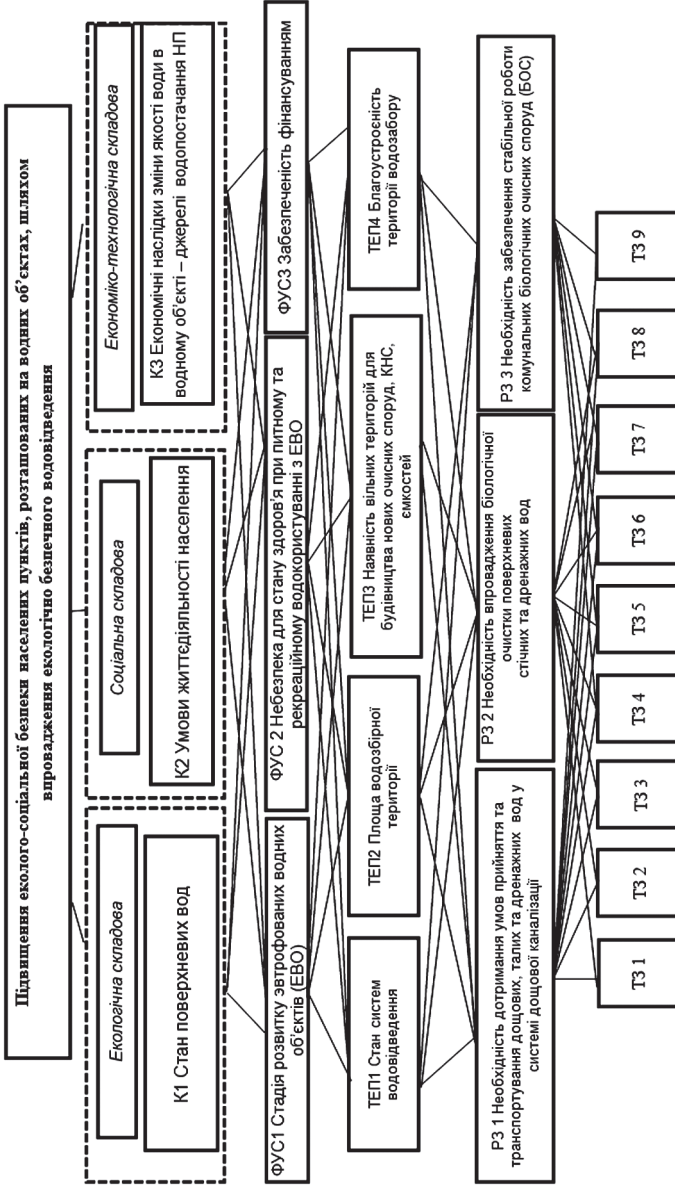 Підвищення еколого-соціальної безпеки населених пунктів, розташованих на водних об'єктах, шляхом
впровадження екологічно безпечного водовідведення
Екологічна складова
К1 Стан поверхневих вод
Соціальна складова
К2 Умови життєдіяльності населення
Економіко-технологічна складова
К3 Економічні наслідки зміни якості води в
водному об'єкті – джерелі водопостачання НП
ФУС1 Стадія розвитку эвтрофованих водних
об'єктів (ЕВО)
ФУС 2 Небезпека для стану здоров'я при питному та
рекреаційному водокористуванні з ЕВО
ФУС3 Забезпеченість фінансуванням
ТЕП1 Стан систем
водовідведення
ТЕП2 Площа водозбірної
території
ТЕП3 Наявність вільних територій для
будівництва нових очисних споруд, КНС,
ємкостей
ТЕП4 Благоустроєність
території водозабору
РЗ 1 Необхідність дотримання умов прийняття та
транспортування дощових, талих та дренажних вод у
системі дощової каналізації
РЗ 2 Необхідність впровадження біологічної
очистки поверхневих
стічних та дренажних вод
РЗ 3 Необхідність забезпечення стабільної роботи
комунальних біологічних очисних споруд (БОС)
ТЗ 1
ТЗ 2
ТЗ 3
ТЗ 4
ТЗ 5
ТЗ 6
ТЗ 7
ТЗ 8
ТЗ 9